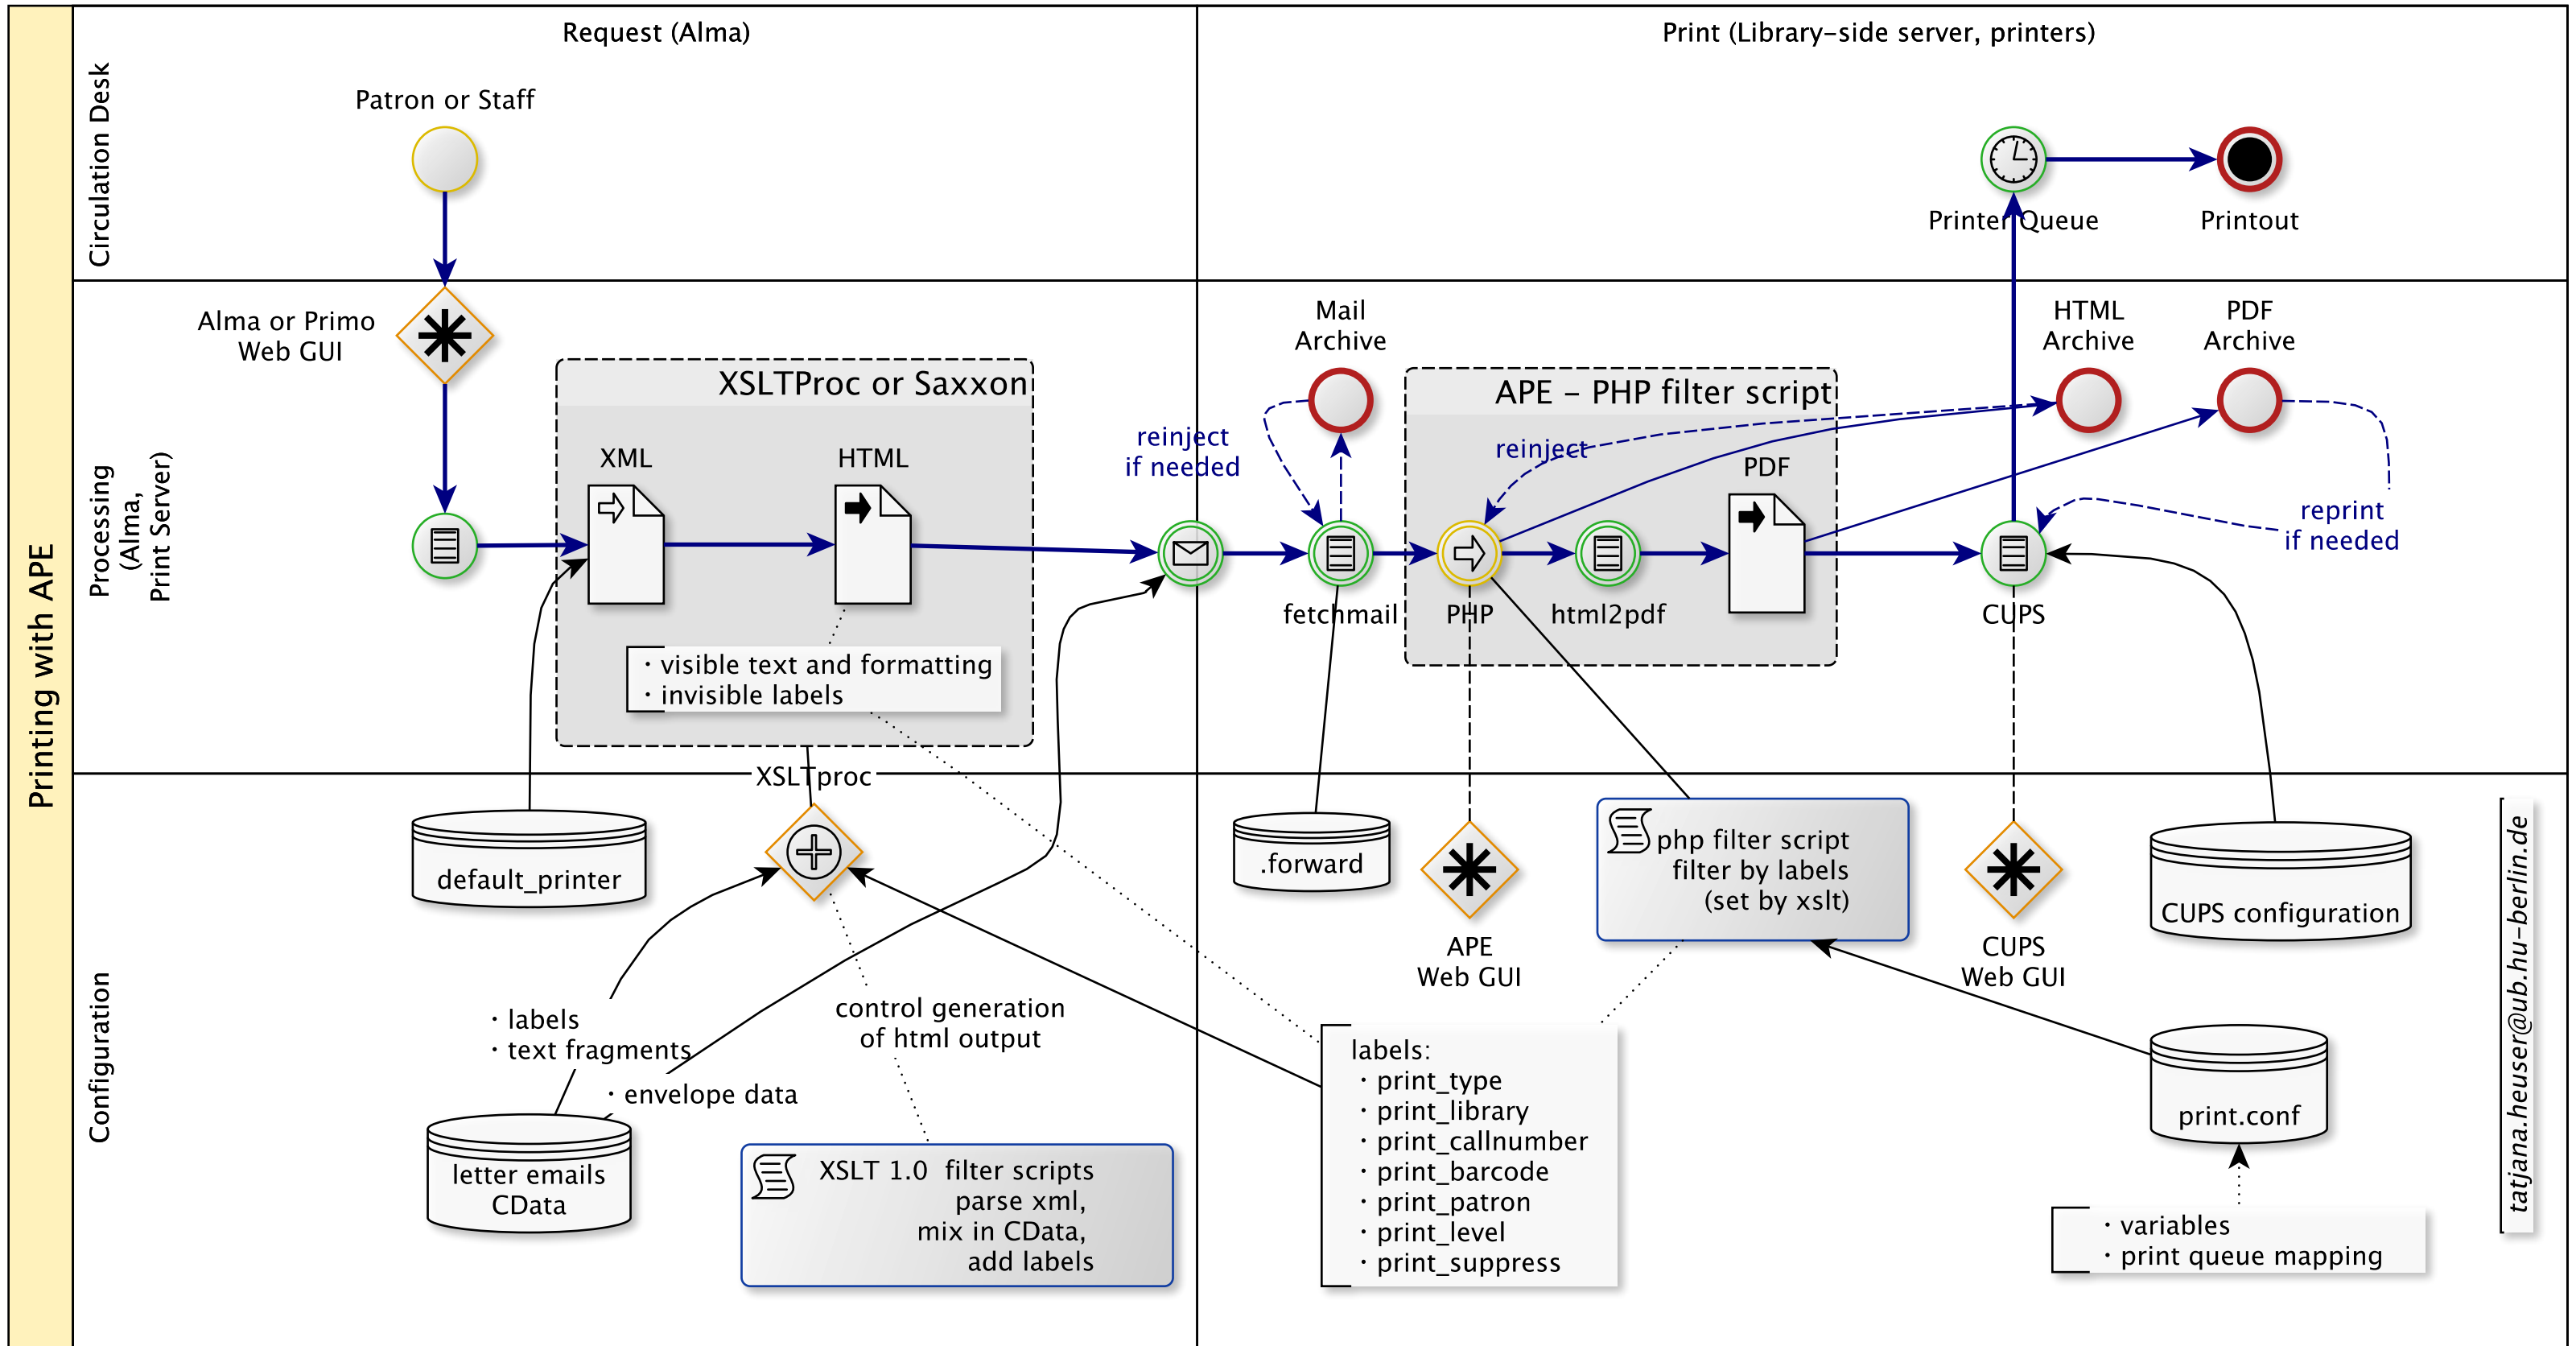 Printing with APE
Request (Alma)
Print (Library-side server, printers)
Circulation Desk
Patron or Staff
Printer Queue
Printout
Processing
(Alma,
Print Server)
Alma or Primo
Web GUI
XSLTProc or Saxxon
XML
HTML
· visible text and formatting
· invisible labels
reinject
if needed
Mail
Archive
fetchmail
APE – PHP filter script
reinject
PHP
html2pdf
PDF
HTML
Archive
PDF
Archive
reprint
if needed
CUPS
Configuration
XSLTproc
default_printer
· labels
· text fragments
· envelope data
letter emails
CData
control generation
of html output
XSLT 1.0  filter scripts
parse xml,
mix in CData,
add labels
.forward
APE
Web GUI
php filter script
filter by labels
(set by xslt)
labels:
· print_type
· print_library
· print_callnumber
· print_barcode
· print_patron
· print_level
· print_suppress
CUPS
Web GUI
CUPS configuration
print.conf
· variables
· print queue mapping
tatjana.heuser@ub.hu-berlin.de